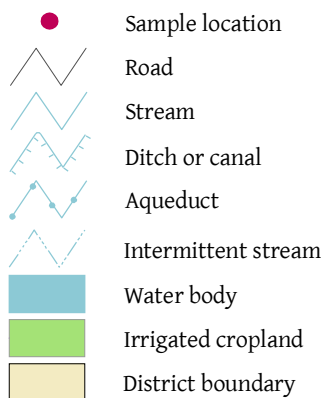 Sample location
Road
Stream
Ditch or canal
Aqueduct
Intermittent stream
Water body
Irrigated cropland
District boundary